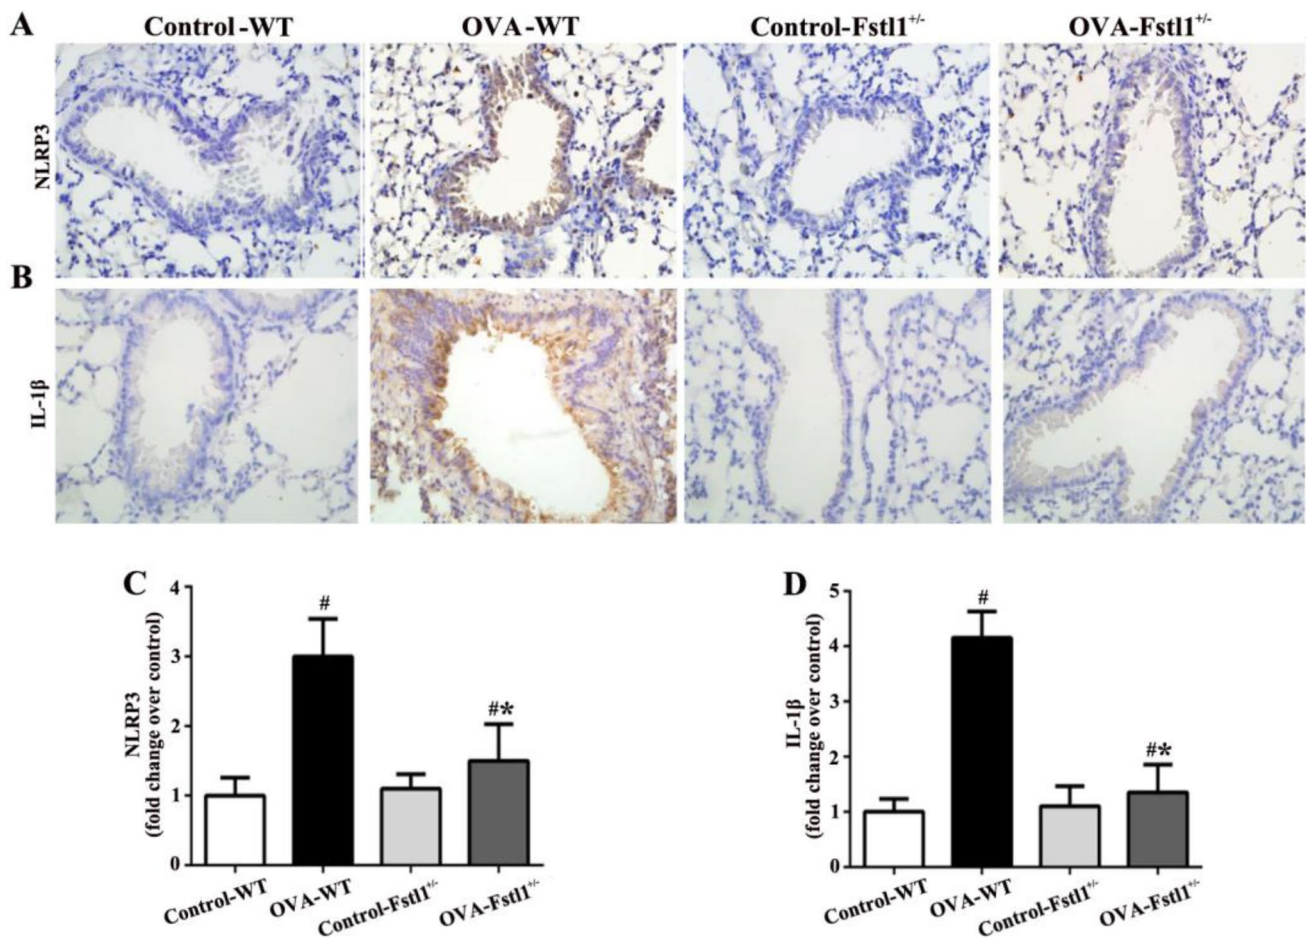 A
Control-WT
OVA-WT
Control-Fstl1+/-
OVA-Fstl1+/-
NLRP3
B
IL-1β
C
NLRP3
(fold change over control)
4
3
2
1
0
#
#*
Control-WT
OVA-WT
Control-Fstl1+/-
OVA-Fstl1+/-
D
IL-1β
(fold change over control)
5
4
3
2
1
0
#
#*
Control-WT
OVA-WT
Control-Fstl1+/-
OVA-Fstl1+/-